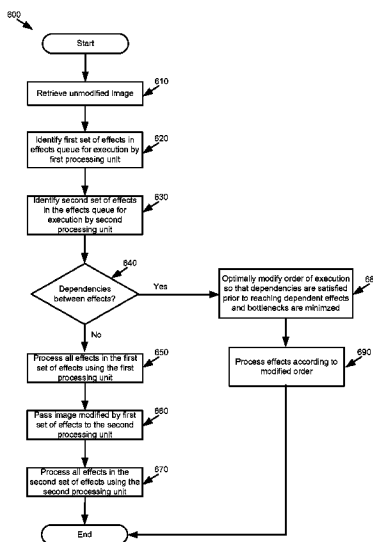 600
Start
Retrieve unmodified image
610
Identify first set of effects in
effects queue for execution by
first processing unit
620
Identify second set of effects
in the effects queue for
execution by second
processing unit
630
640
Dependencies
between effects?
Yes
No
Optimally modify order of execution
so that dependencies are satisfied
prior to reaching dependent effects
and bottlenecks are minimzed
Process effects according to
modified order
690
Process all effects in the first
set of effects using the first
processing unit
650
Pass image modified by first
set of effects to the second
processing unit
660
Process all effects in the
second set of effects using the
second processing unit
670
End